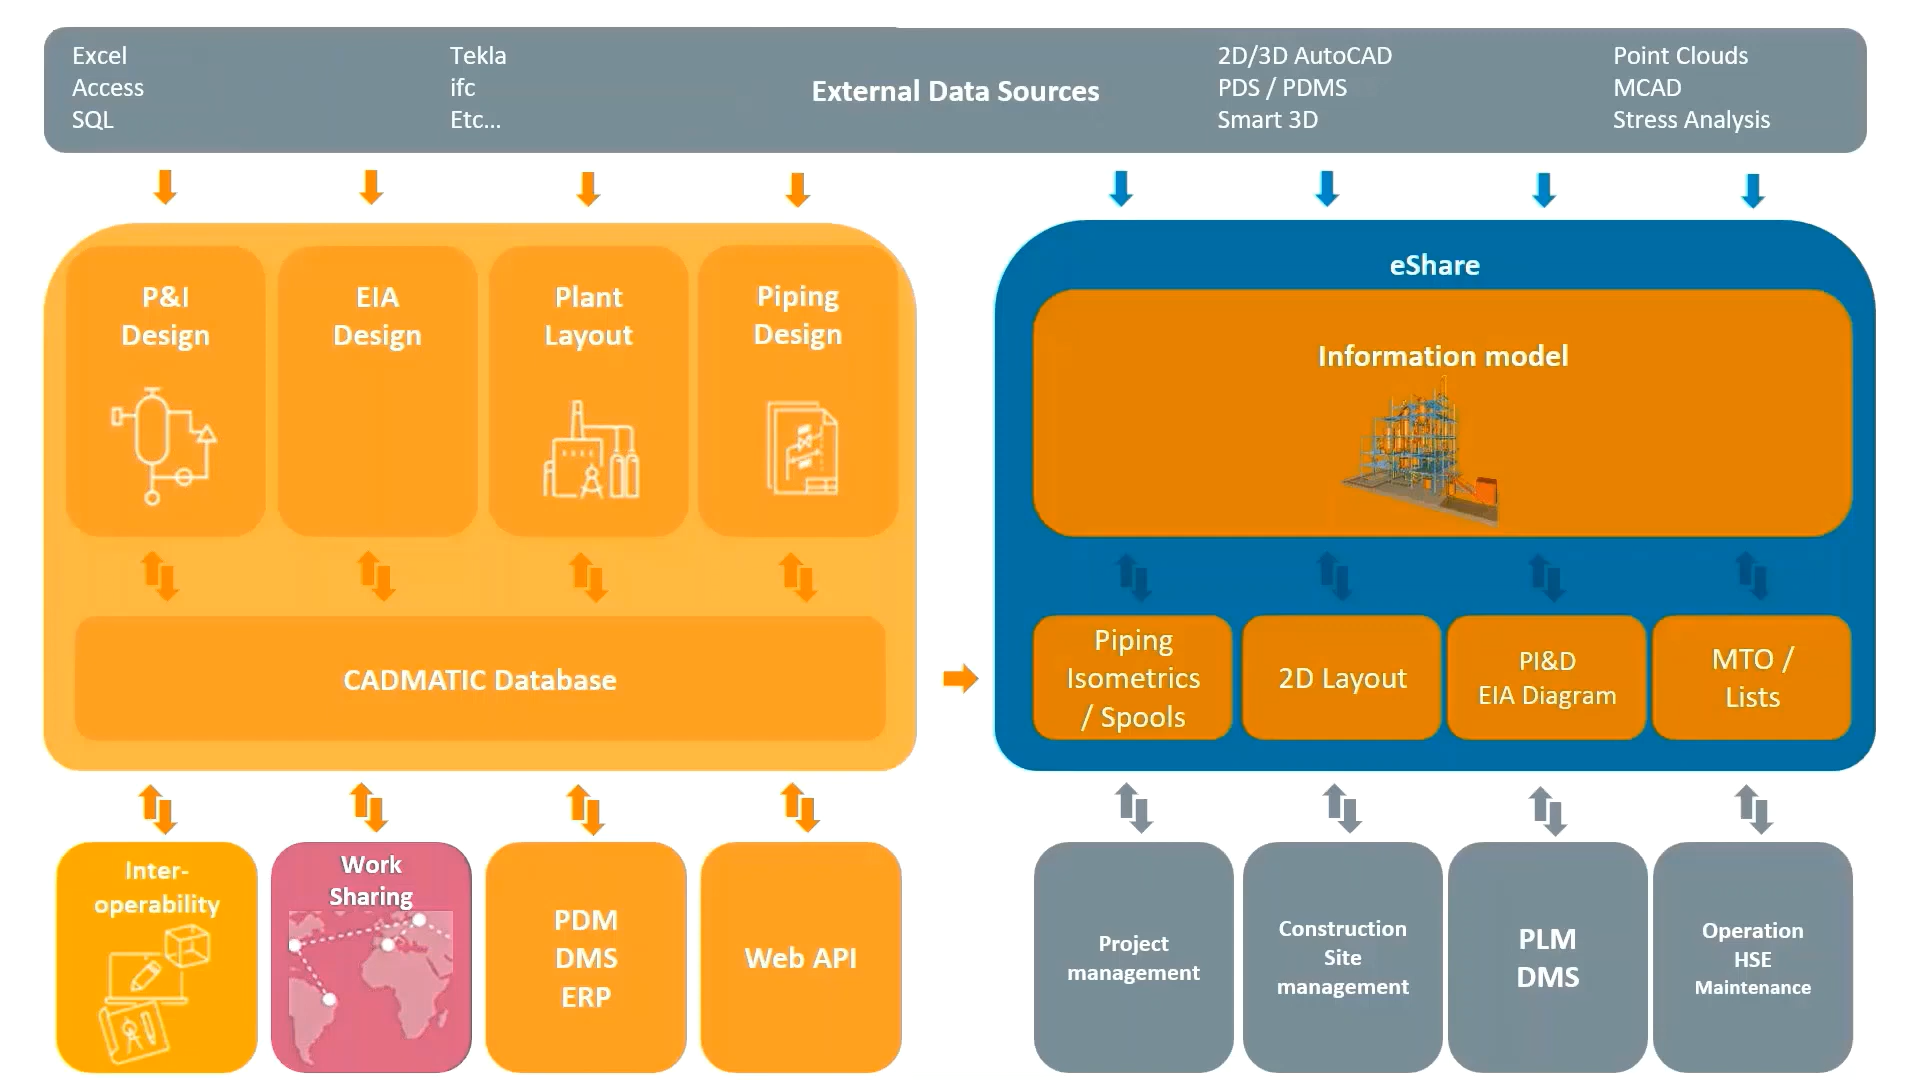 Excel
Access
SQL
Tekla
ifc
Etc...
External Data Sources
2D/3D AutoCAD
PDS / PDMS
Smart 3D
Point Clouds
MCAD
Stress Analysis
P&I
Design
EIA
Design
Plant
Layout
Piping
Design
CADMATIC Database
eShare
Information model
Piping
Isometrics
/ Spools
2D Layout
PI&D
EIA Diagram
MTO /
Lists
Inter-
operability
Work
Sharing
PDM
DMS
ERP
Web API
Project
management
Construction
Site
management
PLM
DMS
Operation
HSE
Maintenance